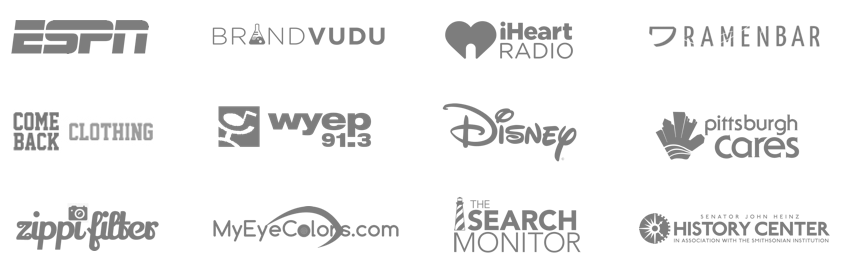 ESPN
BRANDVUDU
iHeart
RADIO
RAMENBAR
COME
BACK
CLOTHING
wyep
91.3
Disney
pittsburgh
cares
zippi filter
MyEyeColors.com
THE
SEARCH
MONITOR
SENATOR JOHN HEINZ
HISTORY CENTER
IN ASSOCIATION WITH THE SMITHSONIAN INSTITUTION